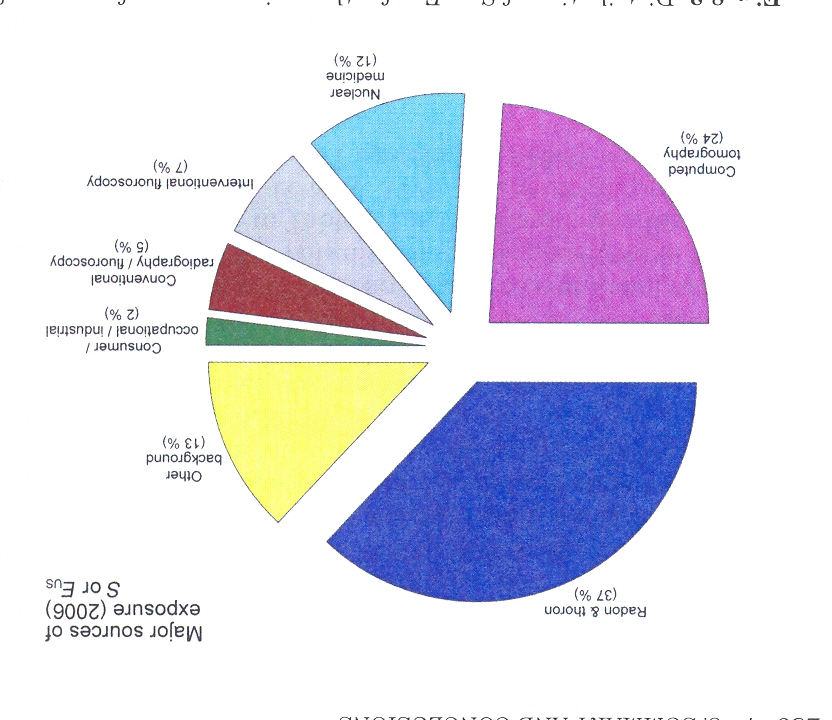 SUMMARY AND CONCLUSIONS
Major sources of
exposure (2006)
S or EUS
Radon & thoron
(37 %)
Other
background
(13 %)
Consumer /
occupational / industrial
(2 %)
Conventional
radiography / fluoroscopy
(5 %)
Interventional fluoroscopy
(7 %)
Nuclear
medicine
(12 %)
Computed
tomography
(24 %)